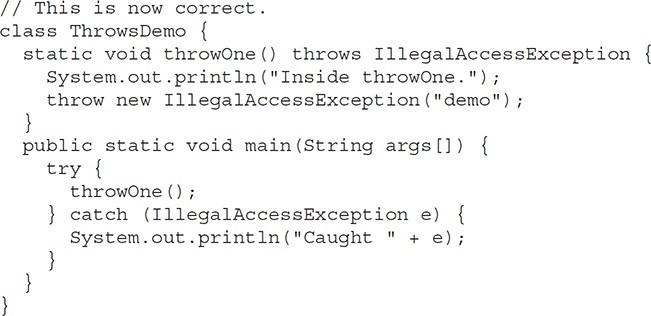 // This is now correct.
class ThrowsDemo {
  static void throwOne() throws IllegalAccessException {
    System.out.println("Inside throwOne.");
    throw new IllegalAccessException("demo");
  }
  public static void main(String args[]) {
    try {
      throwOne();
    } catch (IllegalAccessException e) {
      System.out.println("Caught " + e);
    }
  }
}